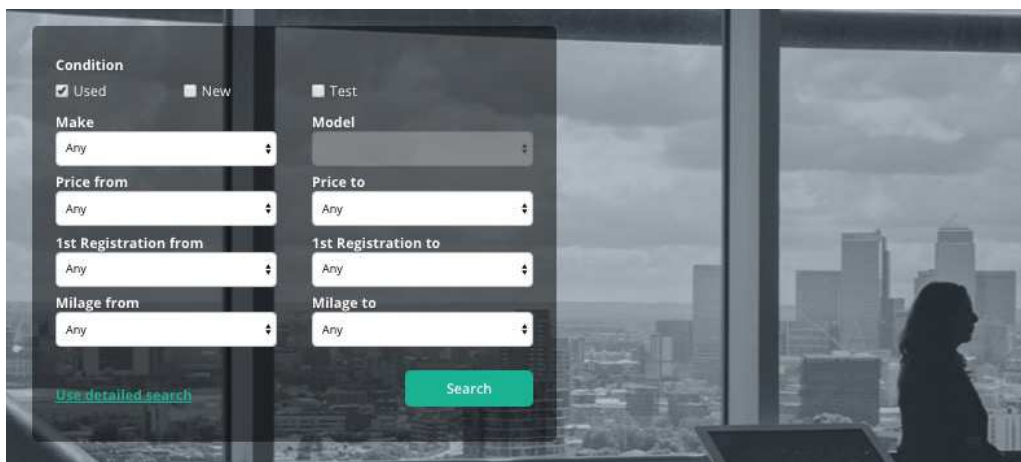 Condition
Used New Test
Make Model
Any
Price from Price to
Any Any
1st Registration from 1st Registration to
Any Any
Milage from Milage to
Any Any
Use detailed search Search